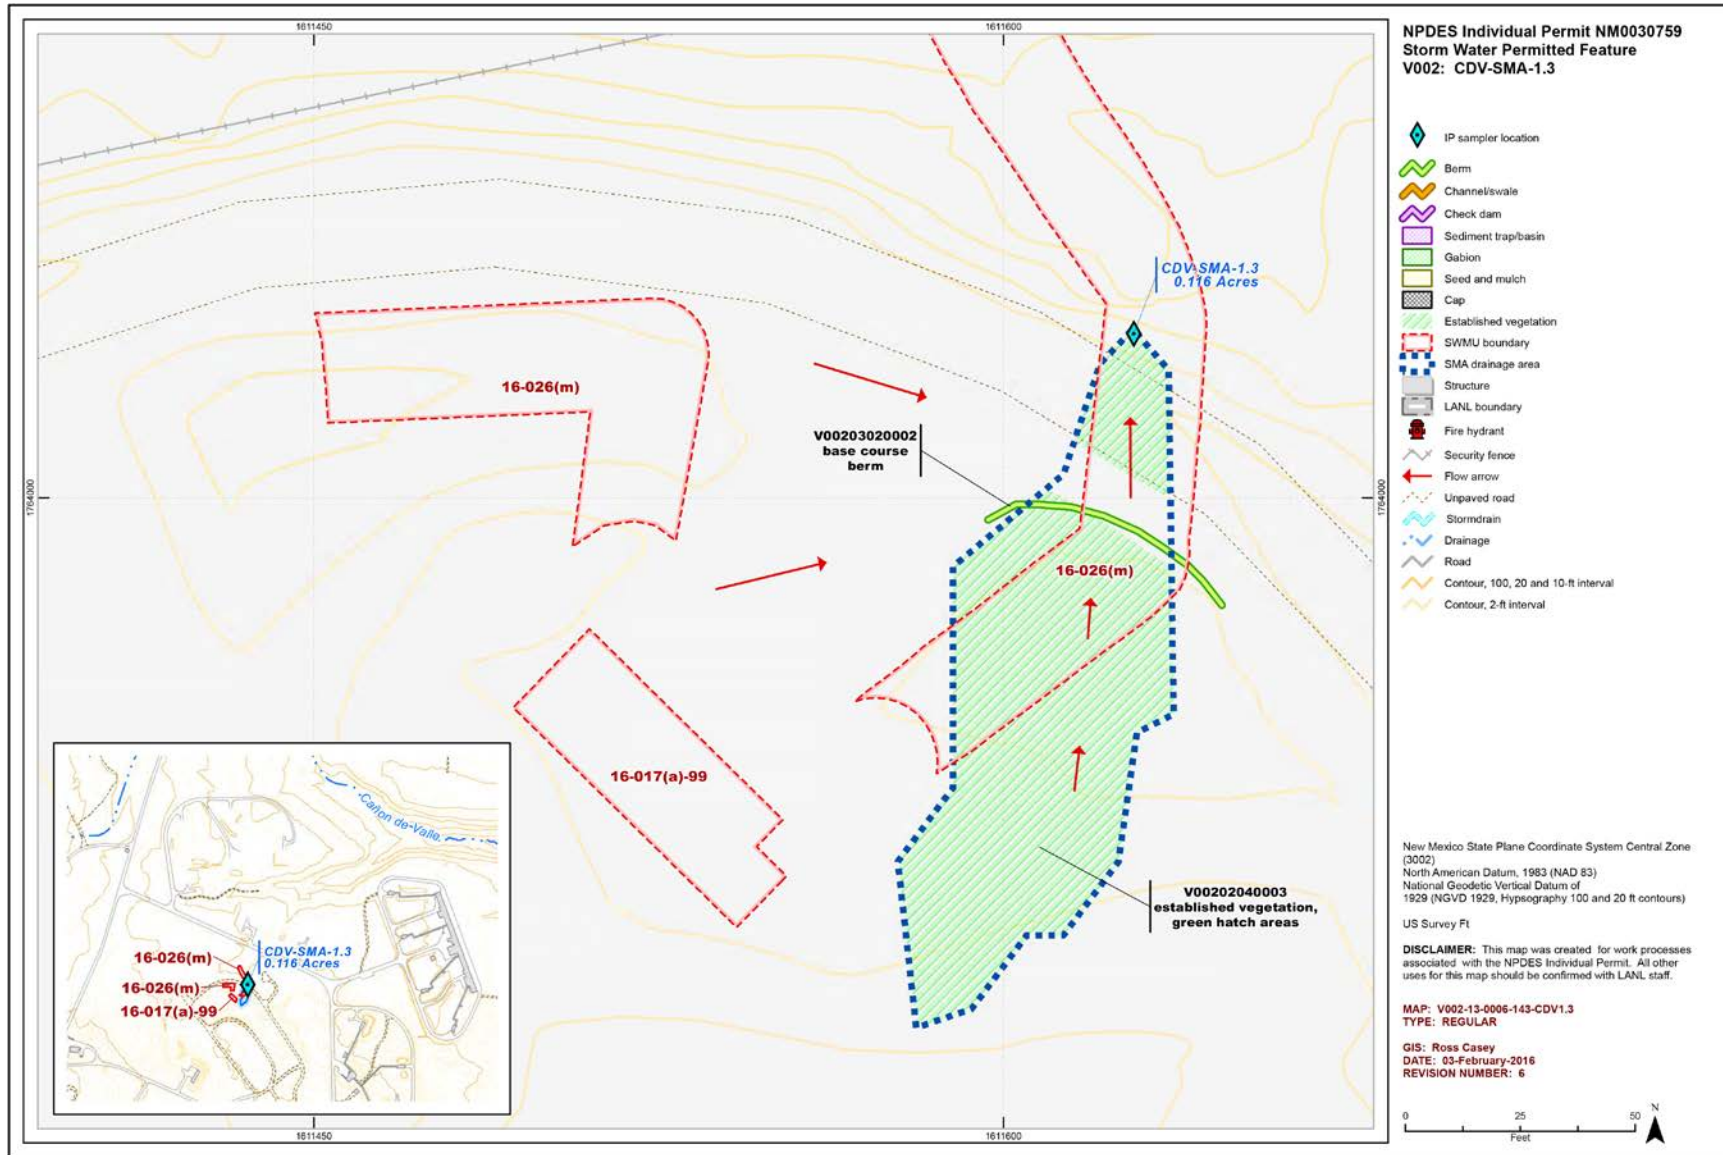 1611450
1611600
NPDES Individual Permit NM0030759
Storm Water Permitted Feature
V002: CDV-SMA-1.3
IP sampler location
Berm
Channel/swale
Check dam
Sediment trap/basin
Gabion
Seed and mulch
Cap
Established vegetation
SWMU boundary
SMA drainage area
Structure
LANL boundary
Fire hydrant
Security fence
Flow arrow
Unpaved road
Stormdrain
Drainage
Road
Contour, 100, 20 and 10-ft interval
Contour, 2-ft interval
CDV-SMA-1.3
0.116 Acres
16-026(m)
V00203020002
base course
berm
1764000
1764000
16-026(m)
16-017(a)-99
V00202040003
established vegetation,
green hatch areas
Cañon de Valle
CDV-SMA-1.3
0.116 Acres
16-026(m)
16-026(m)
16-017(a)-99
New Mexico State Plane Coordinate System Central Zone
(3002)
North American Datum, 1983 (NAD 83)
National Geodetic Vertical Datum of
1929 (NGVD 1929, Hypsography 100 and 20 ft contours)
US Survey Ft
DISCLAIMER: This map was created for work processes
associated with the NPDES Individual Permit. All other
uses for this map should be confirmed with LANL staff.
MAP: V002-13-0006-143-CDV1.3
TYPE: REGULAR
GIS: Ross Casey
DATE: 03-February-2016
REVISION NUMBER: 6
0 25 50
Feet
N
1611450
1611600